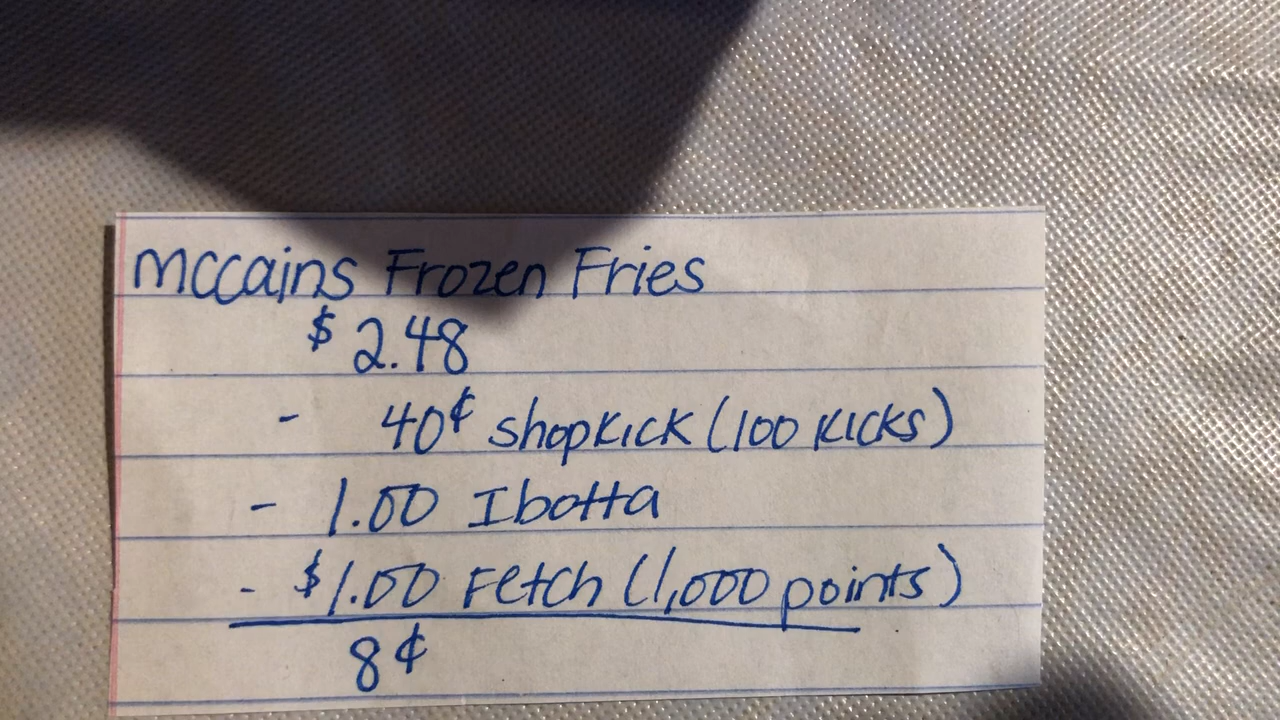 mccains Frozen Fries
$2.48
- 40¢ shopkick (100 kicks)
- 1.00 Ibotta
- $1.00 Fetch (1,000 points)
8¢